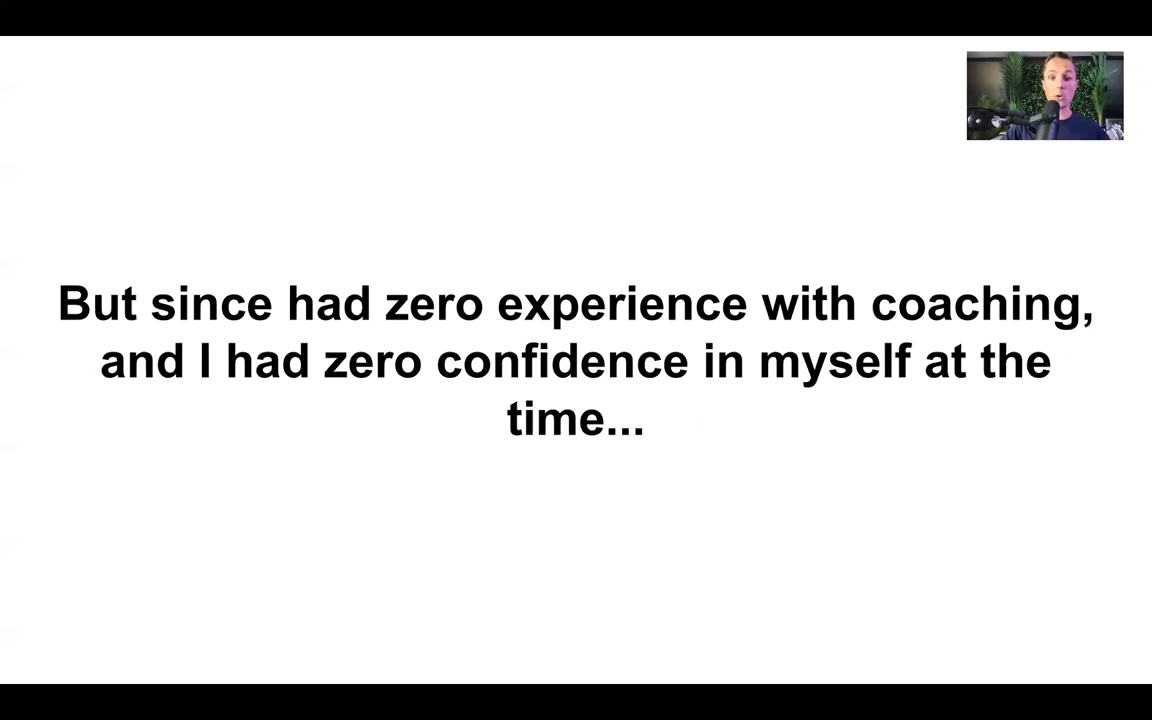 But since had zero experience with coaching,
and I had zero confidence in myself at the
time...